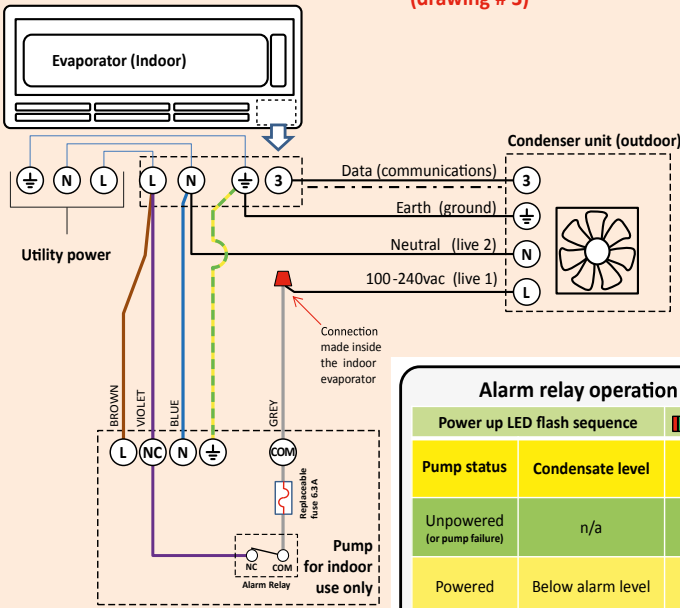 (drawing # 3)
Evaporator (Indoor)
Condenser unit (outdoor)
N
L
L
N
3
Data (communications)
3
Earth (ground)
Neutral (live 2)
N
100-240vac (live 1)
L
Utility power
Connection
made inside
the indoor
evaporator
BROWN
VIOLET
BLUE
GREY
L
NC
N
COM
Replaceable
fuse 6.3A
NC
COM
Alarm Relay
Pump
for indoor
use only
Alarm relay operation
Power up LED flash sequence
Pump status
Condensate level
Unpowered
(or pump failure)
n/a
Powered
Below alarm level